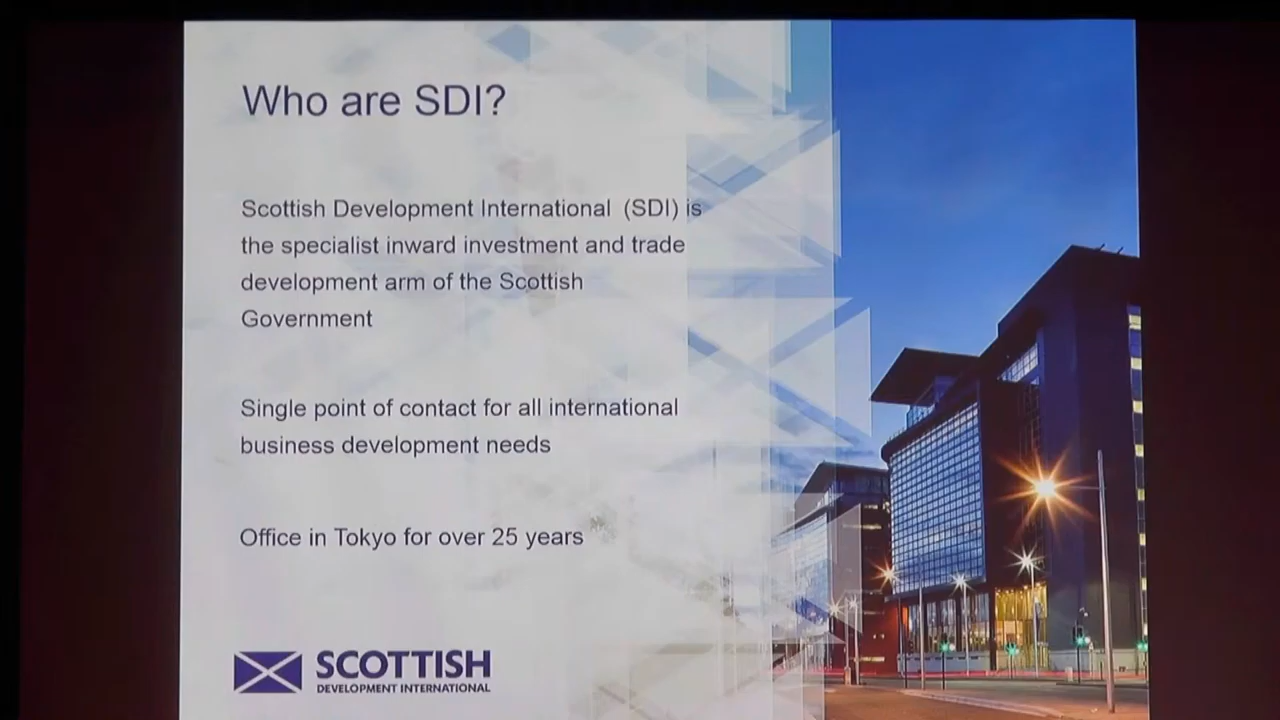 Who are SDI?
Scottish Development International (SDI) is
the specialist inward investment and trade
development arm of the Scottish
Government
Single point of contact for all international
business development needs
Office in Tokyo for over 25 years
SCOTTISH
DEVELOPMENT INTERNATIONAL